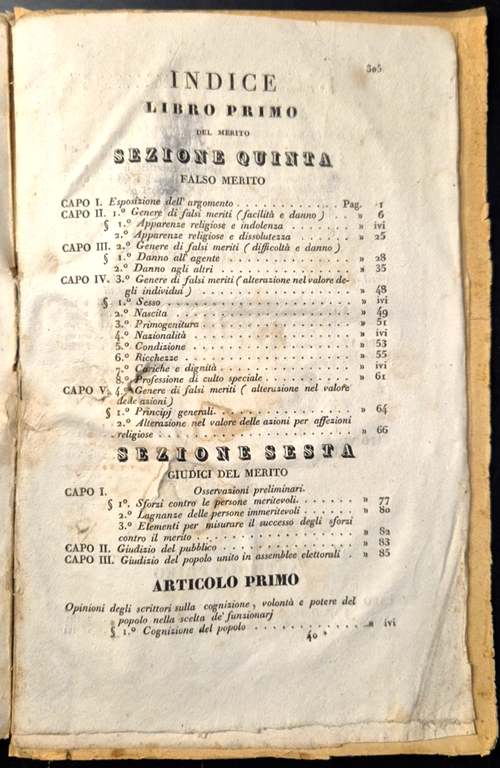 305
INDICE
LIBRO PRIMO
DEL MERITO
SEZIONE QUINTA
FALSO MERITO
CAPO I. Esposizione dell' argomento . . . . . . . . . . . Pag. 1
CAPO II. 1.º Genere di falsi meriti (facilità e danno) . . » 6
§ 1.º Apparenze religiose e indolenza . . . . . . . » ivi
2.º Apparenze religiose e dissolutezza . . . . . » 25
CAPO III. 2.º Genere di falsi meriti (difficoltà e danno)
§ 1.º Danno all' agente . . . . . . . . . . . . . » 28
2.º Danno agli altri . . . . . . . . . . . . . . » 35
CAPO IV. 3.º Genere di falsi meriti (alterazione nel valore de-
gli individui) . . . . . . . . . . . . . . . . » 48
§ 1.º Sesso . . . . . . . . . . . . . . . . . . » ivi
2.º Nascita . . . . . . . . . . . . . . . . . . » 49
3.º Primogenitura . . . . . . . . . . . . . . . » 51
4.º Nazionalità . . . . . . . . . . . . . . . . » ivi
5.º Condizione . . . . . . . . . . . . . . . . » 53
6.º Ricchezze . . . . . . . . . . . . . . . . . » 55
7.º Cariche e dignità . . . . . . . . . . . . . » ivi
8.º Professione di culto speciale . . . . . . . . » 61
CAPO V. 4.º Genere di falsi meriti ( alterazione nel valore
delle azioni)
§ 1.º Principj generali . . . . . . . . . . . . . » 64
2.º Alterazione nel valore delle azioni per affezioni
religiose . . . . . . . . . . . . . . . . . . » 66
SEZIONE SESTA
GIUDICI DEL MERITO
CAPO I. Osservazioni preliminari.
§ 1º. Sforzi contro le persone meritevoli . . . . . . » 77
2.º Lagnanze delle persone immeritevoli . . . . . » 80
3.º Elementi per misurare il successo degli sforzi
contro il merito . . . . . . . . . . . . . . . » 82
CAPO II. Giudizio del pubblico . . . . . . . . . . . . . » 83
CAPO III. Giudizio del popolo unito in assemblee elettorali . » 85
ARTICOLO PRIMO
Opinioni degli scrittori sulla cognizione, volontà e potere del
popolo nella scelta de' funzionarj
§ 1.º Cognizione del popolo . . . . . . . . . . . » ivi
40 *